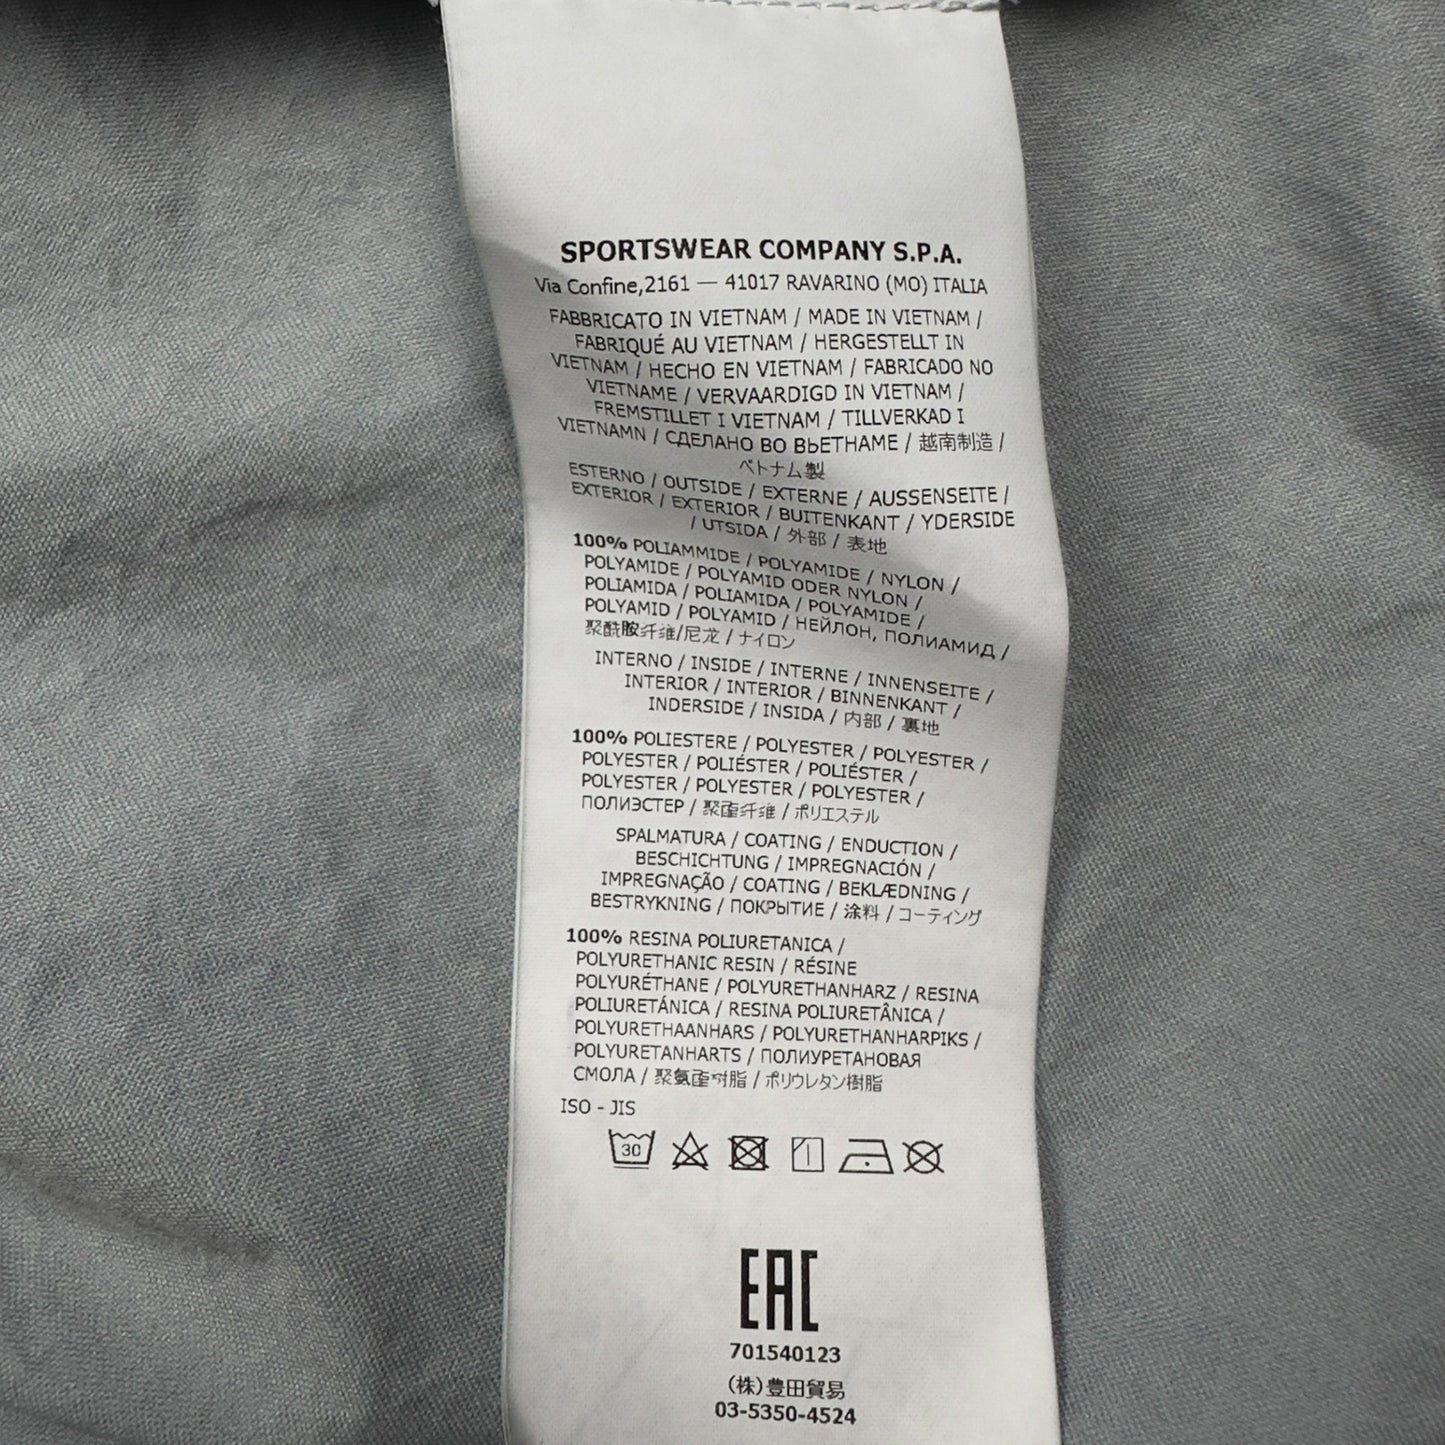 SPORTSWEAR COMPANY S.P.A.
Via Confine,2161 — 41017 RAVARINO (MO) ITALIA
FABBRICATO IN VIETNAM / MADE IN VIETNAM /
FABRIQUÉ AU VIETNAM / HERGESTELLT IN
VIETNAM / HECHO EN VIETNAM / FABRICADO NO
VIETNAME / VERVAARDIGD IN VIETNAM /
FREMSTILLET I VIETNAM / TILLVERKAD I
VIETNAMN / СДЕЛАНО ВО ВЬЕТНАМЕ / 越南制造 /
ベトナム製
ESTERNO / OUTSIDE / EXTERNE / AUSSENSEITE /
EXTERIOR / EXTERIOR / BUITENKANT / YDERSIDE
/ UTSIDA / 外部 / 表地
100% POLIAMMIDE / POLYAMIDE / NYLON /
POLYAMIDE / POLYAMID ODER NYLON /
POLIAMIDA / POLIAMIDA / POLYAMIDE /
POLYAMID / POLYAMID / НЕЙЛОН, ПОЛИАМИД /
聚酰胺纤维/尼龙 / ナイロン
INTERNO / INSIDE / INTERNE / INNENSEITE /
INTERIOR / INTERIOR / BINNENKANT /
INDERSIDE / INSIDA / 内部 / 裏地
100% POLIESTERE / POLYESTER / POLYESTER /
POLYESTER / POLIÉSTER / POLIÉSTER /
POLYESTER / POLYESTER / POLYESTER /
ПОЛИЭСТЕР / 聚酯纤维 / ポリエステル
SPALMATURA / COATING / ENDUCTION /
BESCHICHTUNG / IMPREGNACIÓN /
IMPREGNAÇÃO / COATING / BEKLÆDNING /
BESTRYKNING / ПОКРЫТИЕ / 涂料 / コーティング
100% RESINA POLIURETANICA /
POLYURETHANIC RESIN / RÉSINE
POLYURÉTHANE / POLYURETHANHARZ / RESINA
POLIURETÁNICA / RESINA POLIURETÂNICA /
POLYURETHAANHARS / POLYURETHANHARPIKS /
POLYURETANHARTS / ПОЛИУРЕТАНОВАЯ
СМОЛА / 聚氨酯树脂 / ポリウレタン樹脂
ISO - JIS
30
EAC
701540123
(株)豊田貿易
03-5350-4524